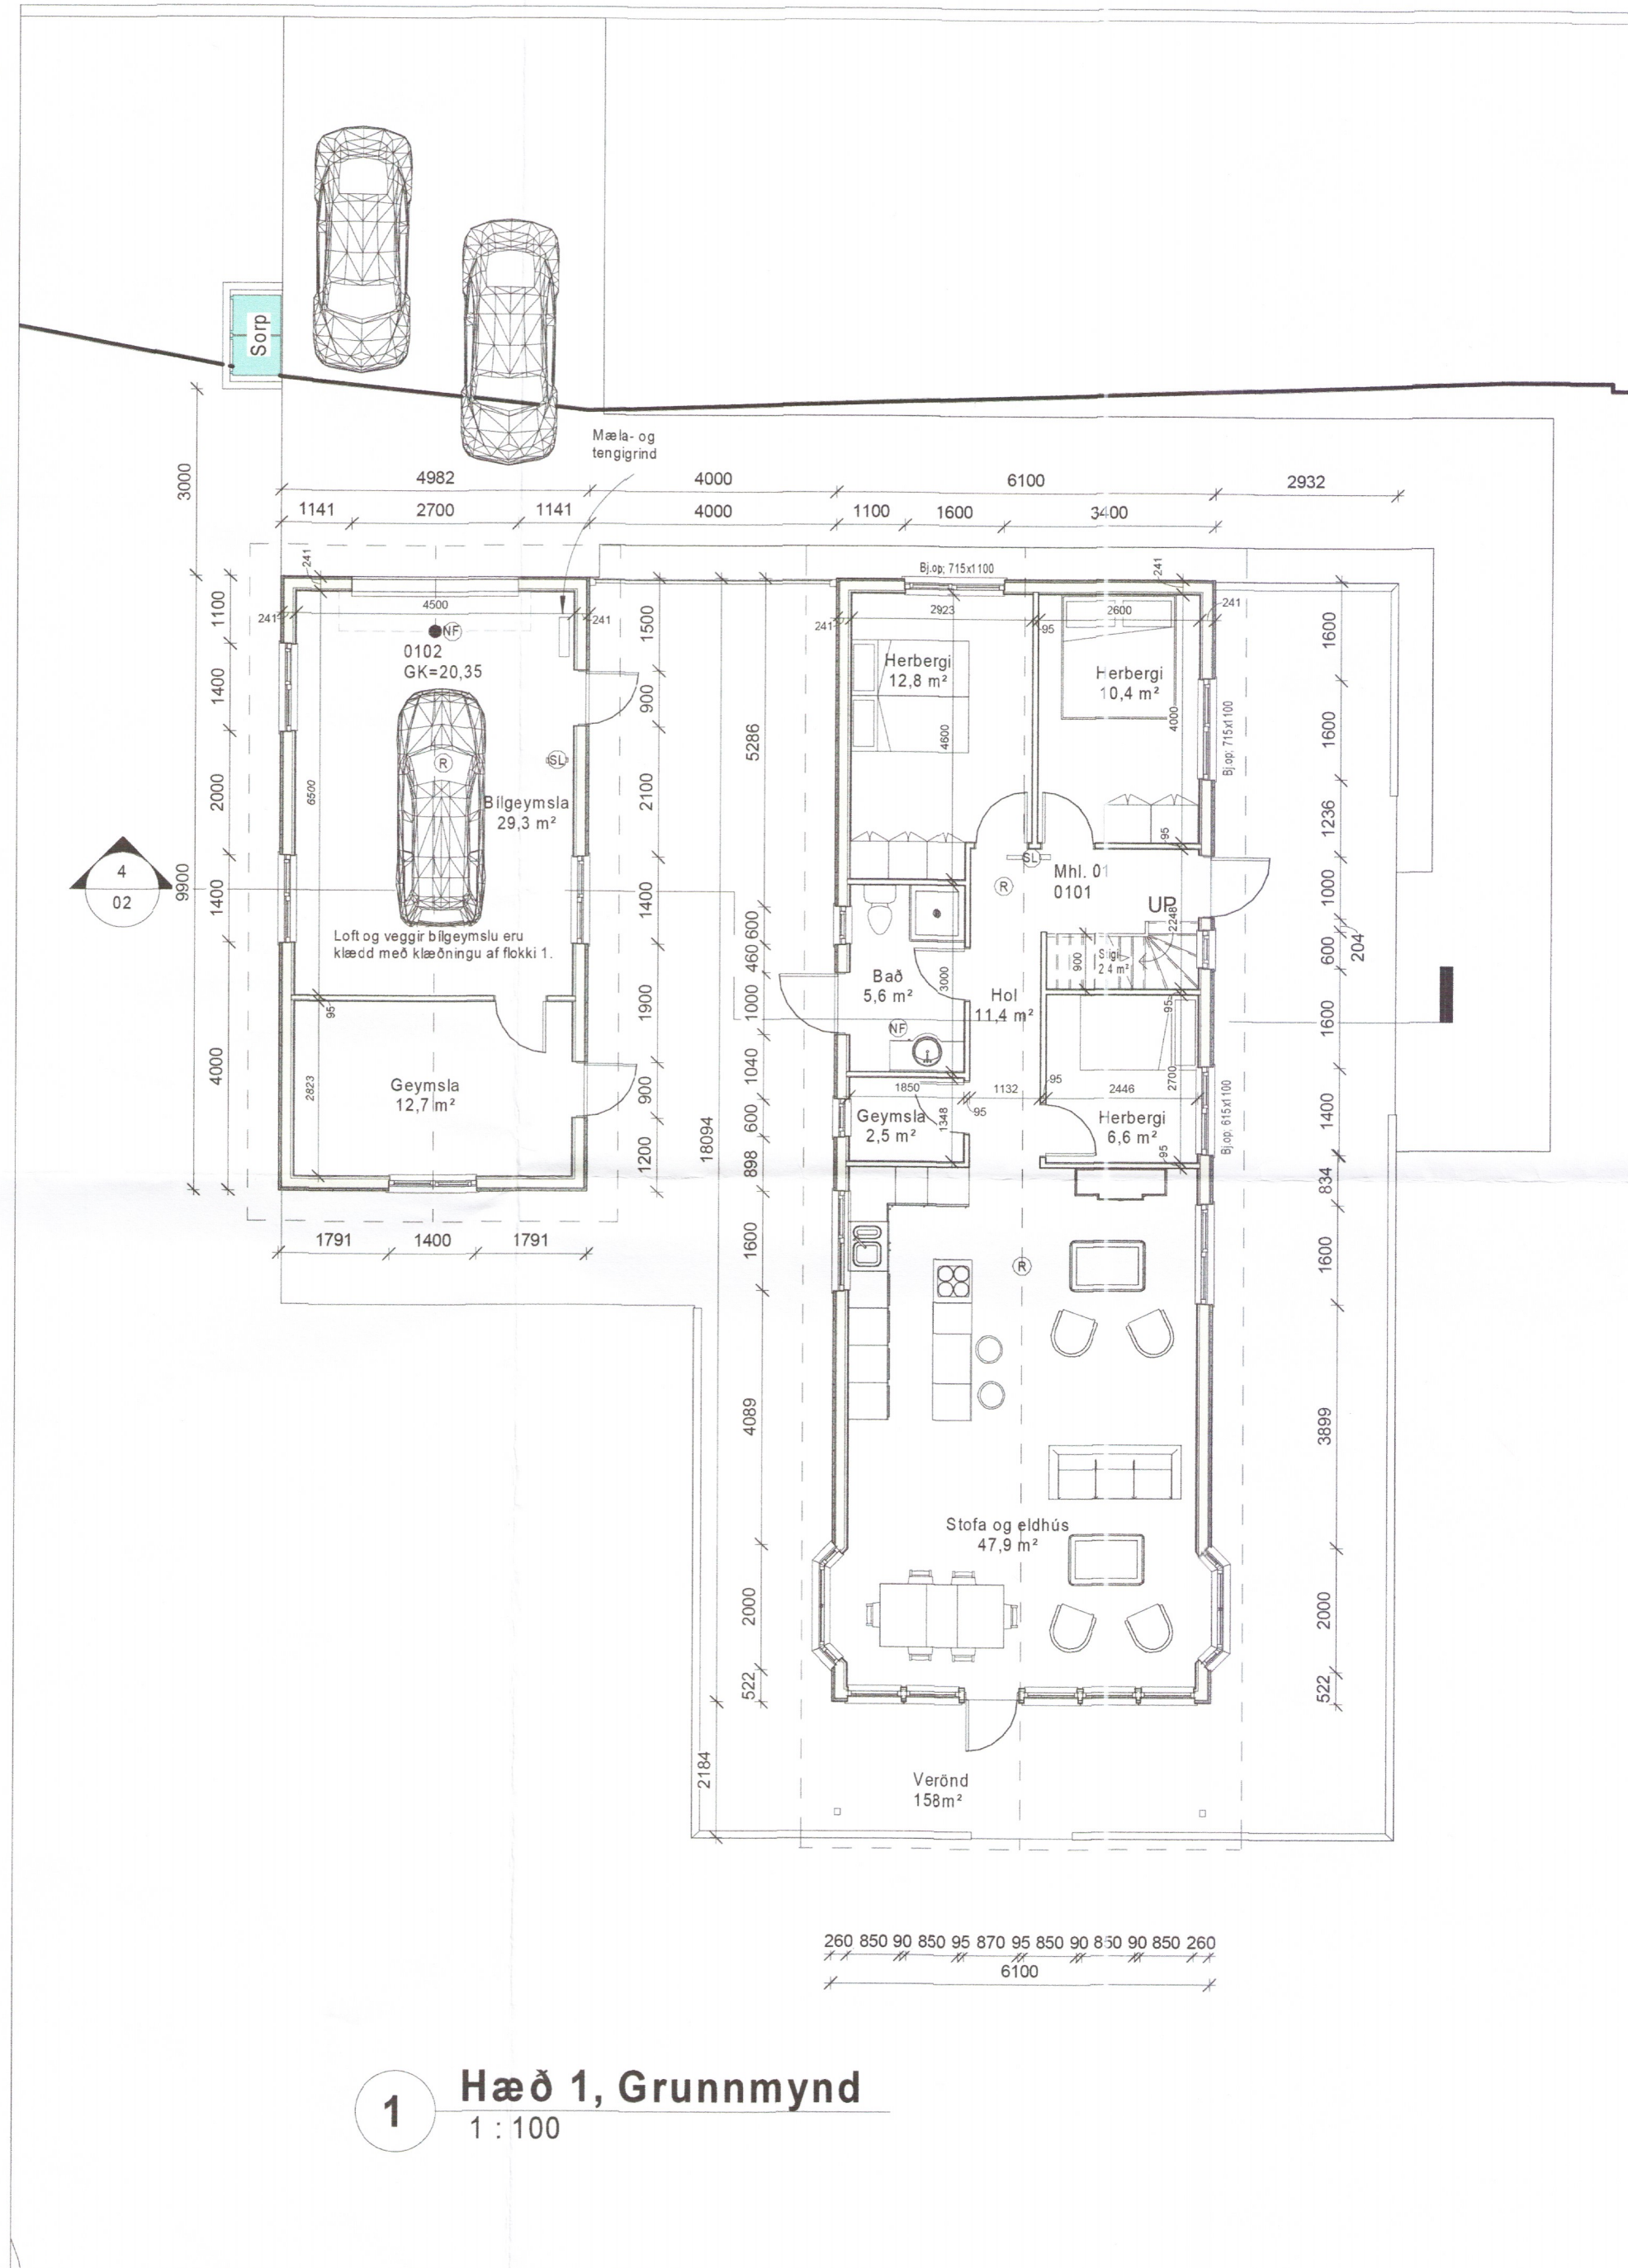 Sorp
Mæla- og
tengigrind
3000
4982
4000
6100
2932
1141
2700
1141
4000
1100
1600
3400
241
Bj.op; 715x1100
241
4500
241
241
2923
2600
241
241
95
NF
0102
GK=20,35
Herbergi
12,8 m²
Herbergi
10,4 m²
1100
1400
2000
1400
4000
9900
6500
R
SL
Bílgeymsla
29,3 m²
1500
900
2100
1400
1900
900
1200
5286
4600
4000
Bj.op; 715x1100
1600
1600
1236
1000
204
600
1600
1400
834
1600
3899
2000
522
4
02
95
SL
R
Mhl. 01
0101
UP
2248
Loft og veggir bílgeymslu eru
klædd með klæðningu af flokki 1.
600
460
1000
1040
600
898
1600
4089
2000
522
Bað
5,6 m²
3000
NF
Hol
11,4 m²
900
Stigi
2,4 m²
95
95
2823
Geymsla
12,7 m²
1850
1132
95
2446
2700
95
Geymsla
2,5 m²
1348
Herbergi
6,6 m²
95
Bj.op; 615x1100
18094
1791
1400
1791
R
Stofa og eldhús
47,9 m²
2184
Verönd
158m²
260 850 90 850 95 870 95 850 90 850 90 850 260
6100
1
Hæð 1, Grunnmynd
1 : 100